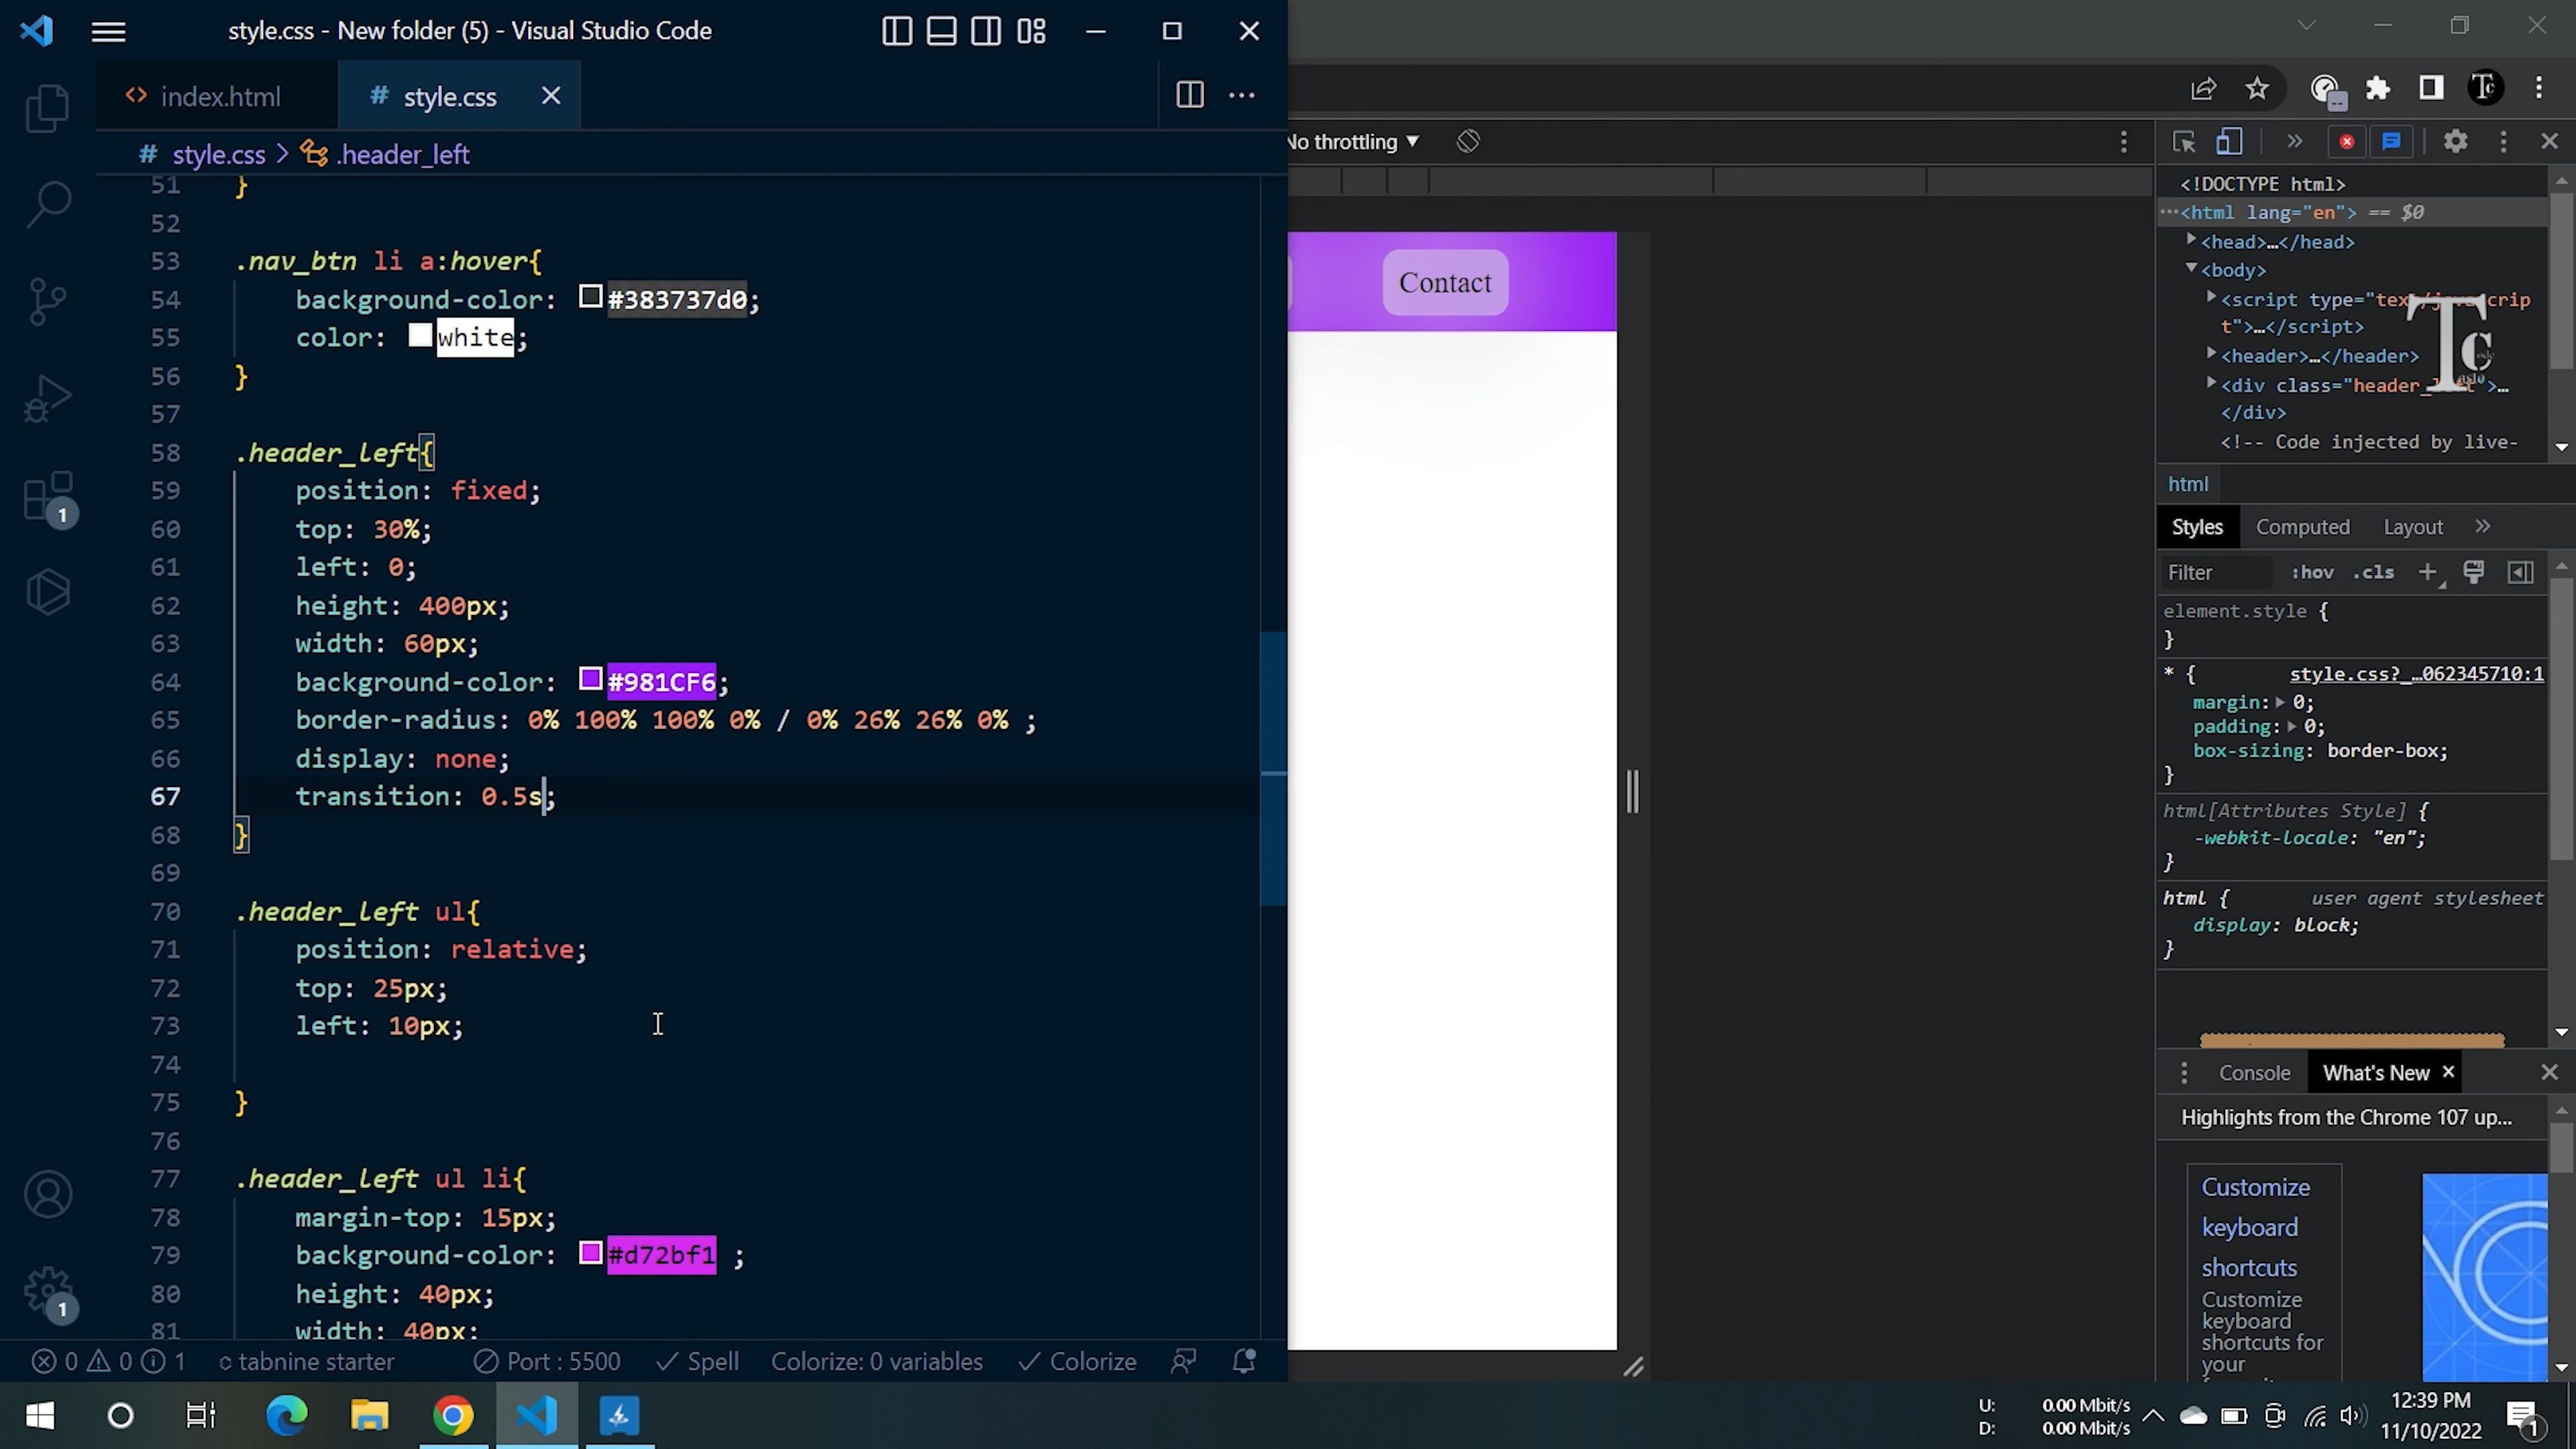 style.css - New folder (5) - Visual Studio Code
index.html
# style.css
# style.css > .header_left
51 }
52
53 .nav_btn li a:hover{
54 background-color: #383737d0;
55 color: white;
56 }
57
58 .header_left{
59 position: fixed;
60 top: 30%;
61 left: 0;
62 height: 400px;
63 width: 60px;
64 background-color: #981CF6;
65 border-radius: 0% 100% 100% 0% / 0% 26% 26% 0% ;
66 display: none;
67 transition: 0.5s;
68 }
69
70 .header_left ul{
71 position: relative;
72 top: 25px;
73 left: 10px;
74
75 }
76
77 .header_left ul li{
78 margin-top: 15px;
79 background-color: #d72bf1 ;
80 height: 40px;
81 width: 40px;
1
1
0 0 1 tabnine starter Port : 5500 Spell Colorize: 0 variables Colorize
No throttling
Contact
Tc
<!DOCTYPE html>
<html lang="en"> == $0
<head>…</head>
<body>
<script type="text/javascrip
t">…</script>
<header>…</header>
<div class="header_left">…
</div>
<!-- Code injected by live-
html
Styles Computed Layout
Filter :hov .cls
element.style {
}
* { style.css?_…062345710:1
margin: 0;
padding: 0;
box-sizing: border-box;
}
html[Attributes Style] {
-webkit-locale: "en";
}
html { user agent stylesheet
display: block;
}
Console What's New
Highlights from the Chrome 107 up...
Customize
keyboard
shortcuts
Customize
keyboard
shortcuts for
your
U: 0.00 Mbit/s
D: 0.00 Mbit/s
12:39 PM
11/10/2022
1